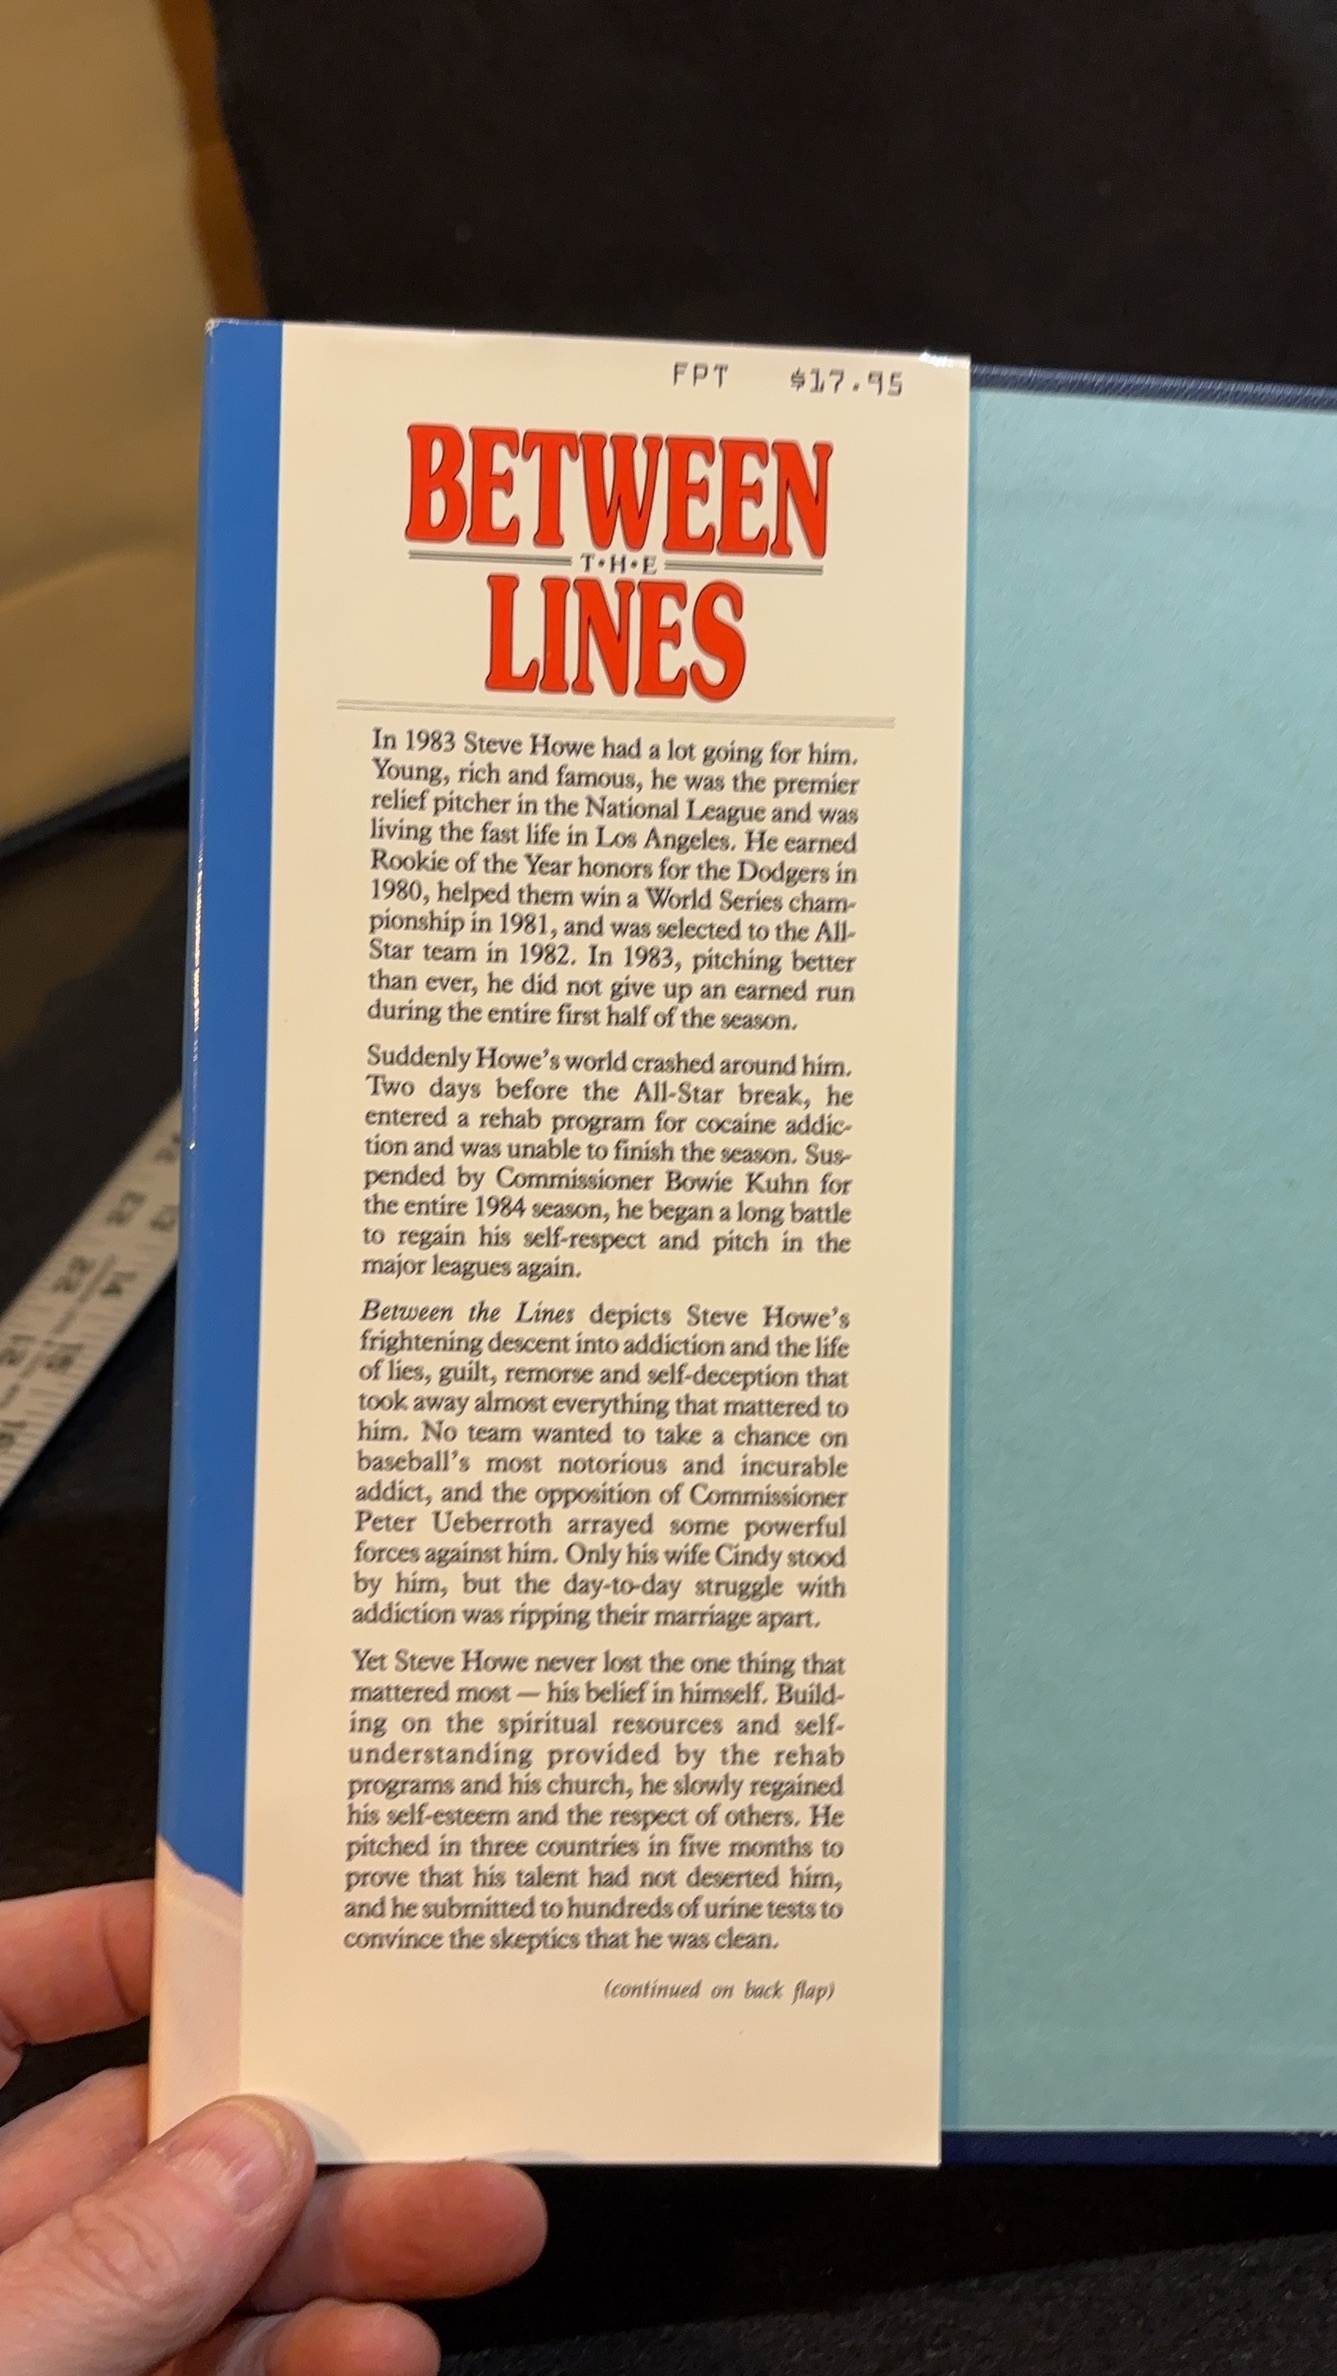 FPT $17.95
BETWEEN
T•H•E
LINES
In 1983 Steve Howe had a lot going for him.
Young, rich and famous, he was the premier
relief pitcher in the National League and was
living the fast life in Los Angeles. He earned
Rookie of the Year honors for the Dodgers in
1980, helped them win a World Series cham-
pionship in 1981, and was selected to the All-
Star team in 1982. In 1983, pitching better
than ever, he did not give up an earned run
during the entire first half of the season.
Suddenly Howe's world crashed around him.
Two days before the All-Star break, he
entered a rehab program for cocaine addic-
tion and was unable to finish the season. Sus-
pended by Commissioner Bowie Kuhn for
the entire 1984 season, he began a long battle
to regain his self-respect and pitch in the
major leagues again.
Between the Lines depicts Steve Howe's
frightening descent into addiction and the life
of lies, guilt, remorse and self-deception that
took away almost everything that mattered to
him. No team wanted to take a chance on
baseball's most notorious and incurable
addict, and the opposition of Commissioner
Peter Ueberroth arrayed some powerful
forces against him. Only his wife Cindy stood
by him, but the day-to-day struggle with
addiction was ripping their marriage apart.
Yet Steve Howe never lost the one thing that
mattered most — his belief in himself. Build-
ing on the spiritual resources and self-
understanding provided by the rehab
programs and his church, he slowly regained
his self-esteem and the respect of others. He
pitched in three countries in five months to
prove that his talent had not deserted him,
and he submitted to hundreds of urine tests to
convince the skeptics that he was clean.
(continued on back flap)
14
22